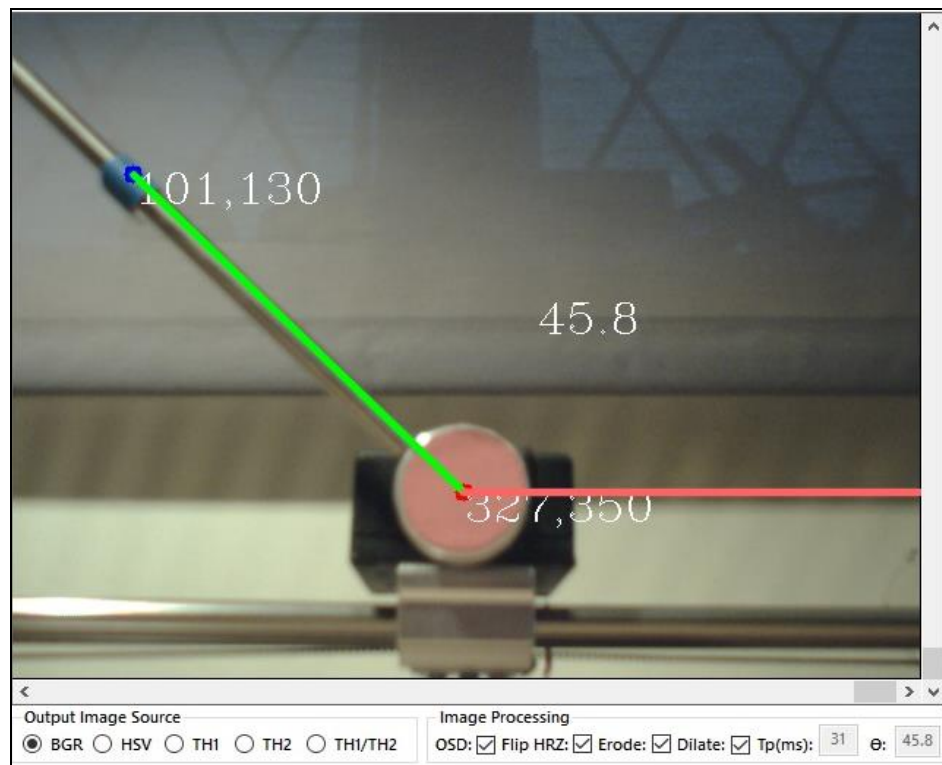 101,130
45.8
327,350
Output Image Source
BGR HSV TH1 TH2 TH1/TH2
Image Processing
OSD: Flip HRZ: Erode: Dilate: Tp(ms): 31 Θ: 45.8